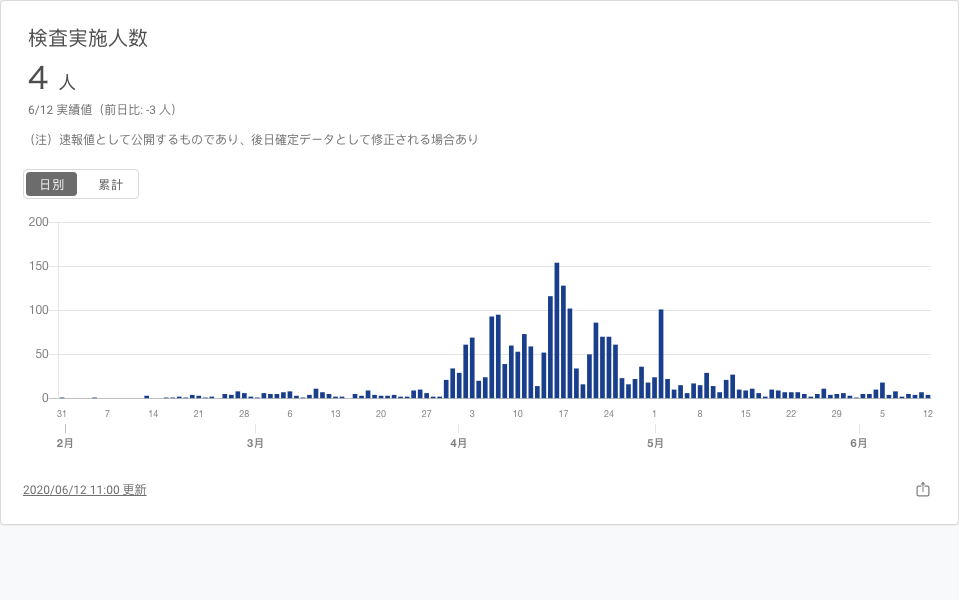 検査実施人数
4 人
6/12 実績値（前日比: -3 人）
（注）速報値として公開するものであり、後日確定データとして修正される場合あり
日別 累計
200
150
100
50
0
31 7 14 21 28 6 13 20 27 3 10 17 24 1 8 15 22 29 5 12
2月 3月 4月 5月 6月
2020/06/12 11:00 更新